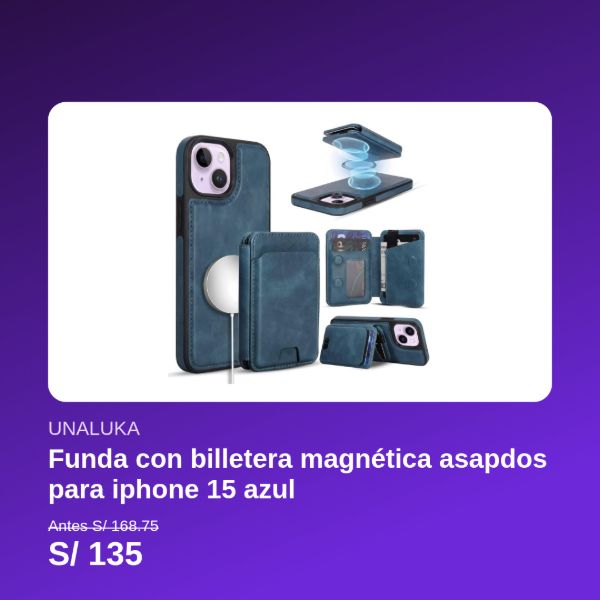 UNALUKA
Funda con billetera magnética asapdos
para iphone 15 azul
Antes S/ 168.75
S/ 135